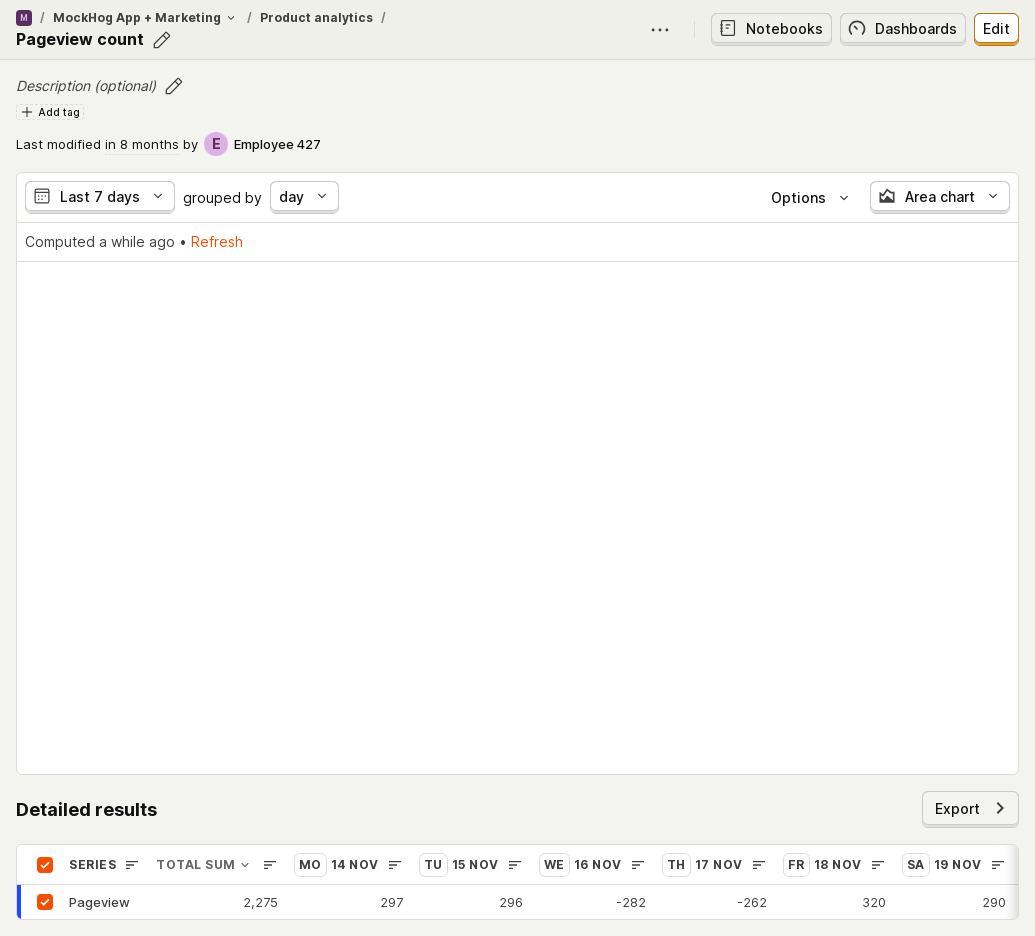 M / MockHog App + Marketing / Product analytics /
Pageview count
Notebooks Dashboards Edit
Description (optional)
Add tag
Last modified in 8 months by E Employee 427
Last 7 days grouped by day Options Area chart
Computed a while ago • Refresh
Detailed results Export
SERIES TOTAL SUM MO 14 NOV TU 15 NOV WE 16 NOV TH 17 NOV FR 18 NOV SA 19 NOV
Pageview 2,275 297 296 -282 -262 320 290